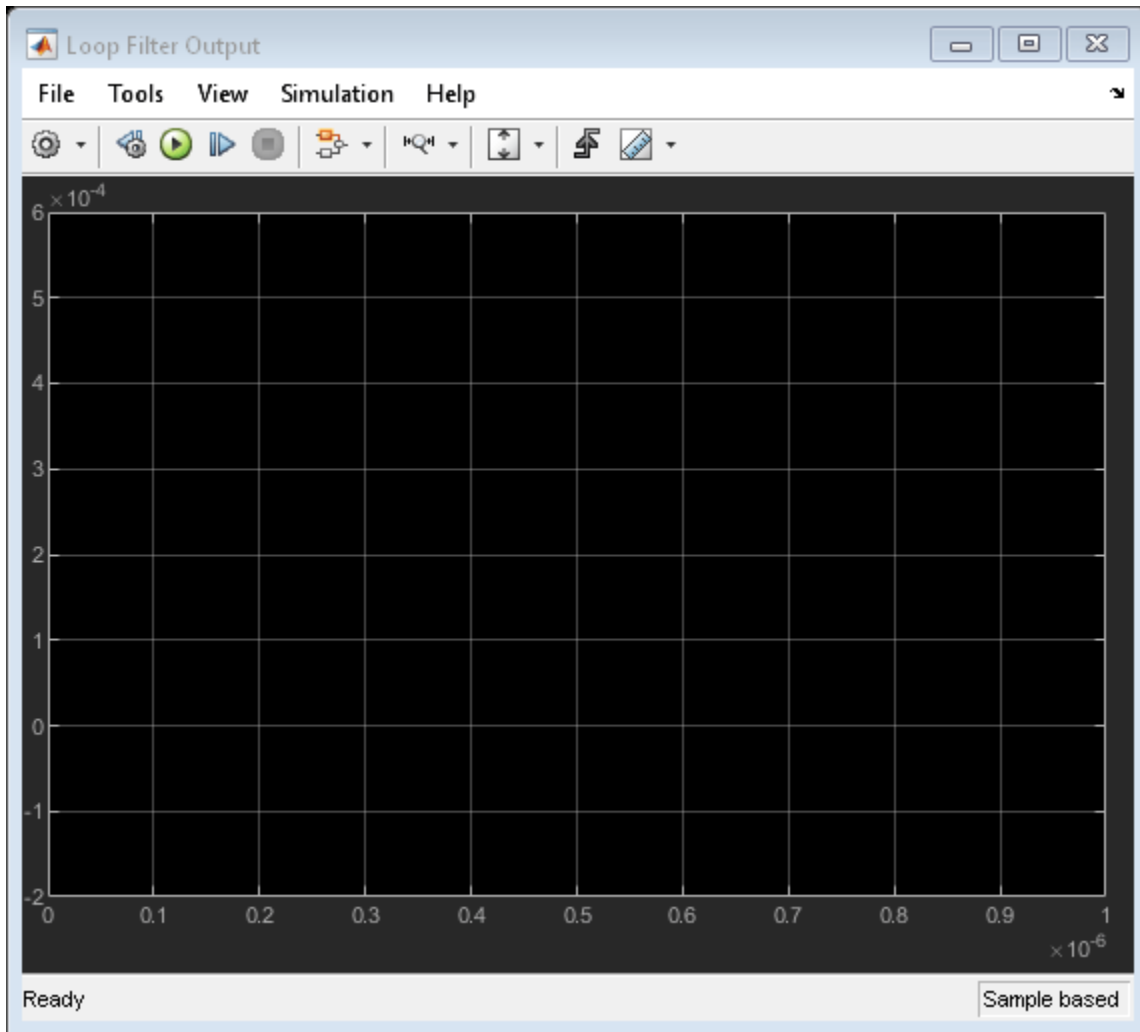 Loop Filter Output
File Tools View Simulation Help
×10⁻⁴
6
5
4
3
2
1
0
-1
-2
0 0.1 0.2 0.3 0.4 0.5 0.6 0.7 0.8 0.9 1
×10⁻⁶
Ready Sample based